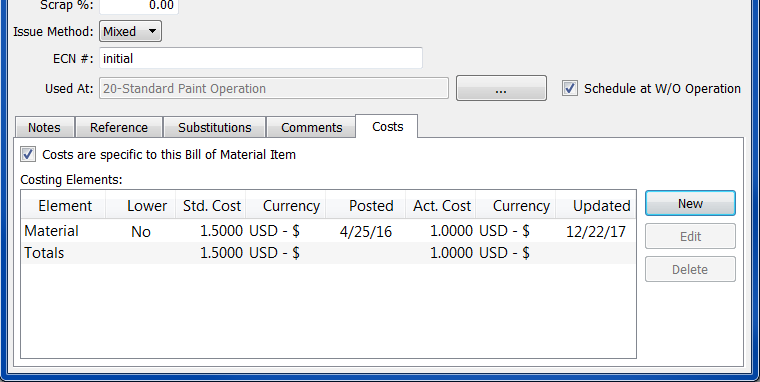 Scrap %: 0.00
Issue Method: Mixed
ECN #: initial
Used At: 20-Standard Paint Operation ... Schedule at W/O Operation
Notes Reference Substitutions Comments Costs
Costs are specific to this Bill of Material Item
Costing Elements:
Element Lower Std. Cost Currency Posted Act. Cost Currency Updated New
Material No 1.5000 USD - $ 4/25/16 1.0000 USD - $ 12/22/17 Edit
Totals 1.5000 USD - $ 1.0000 USD - $
Delete